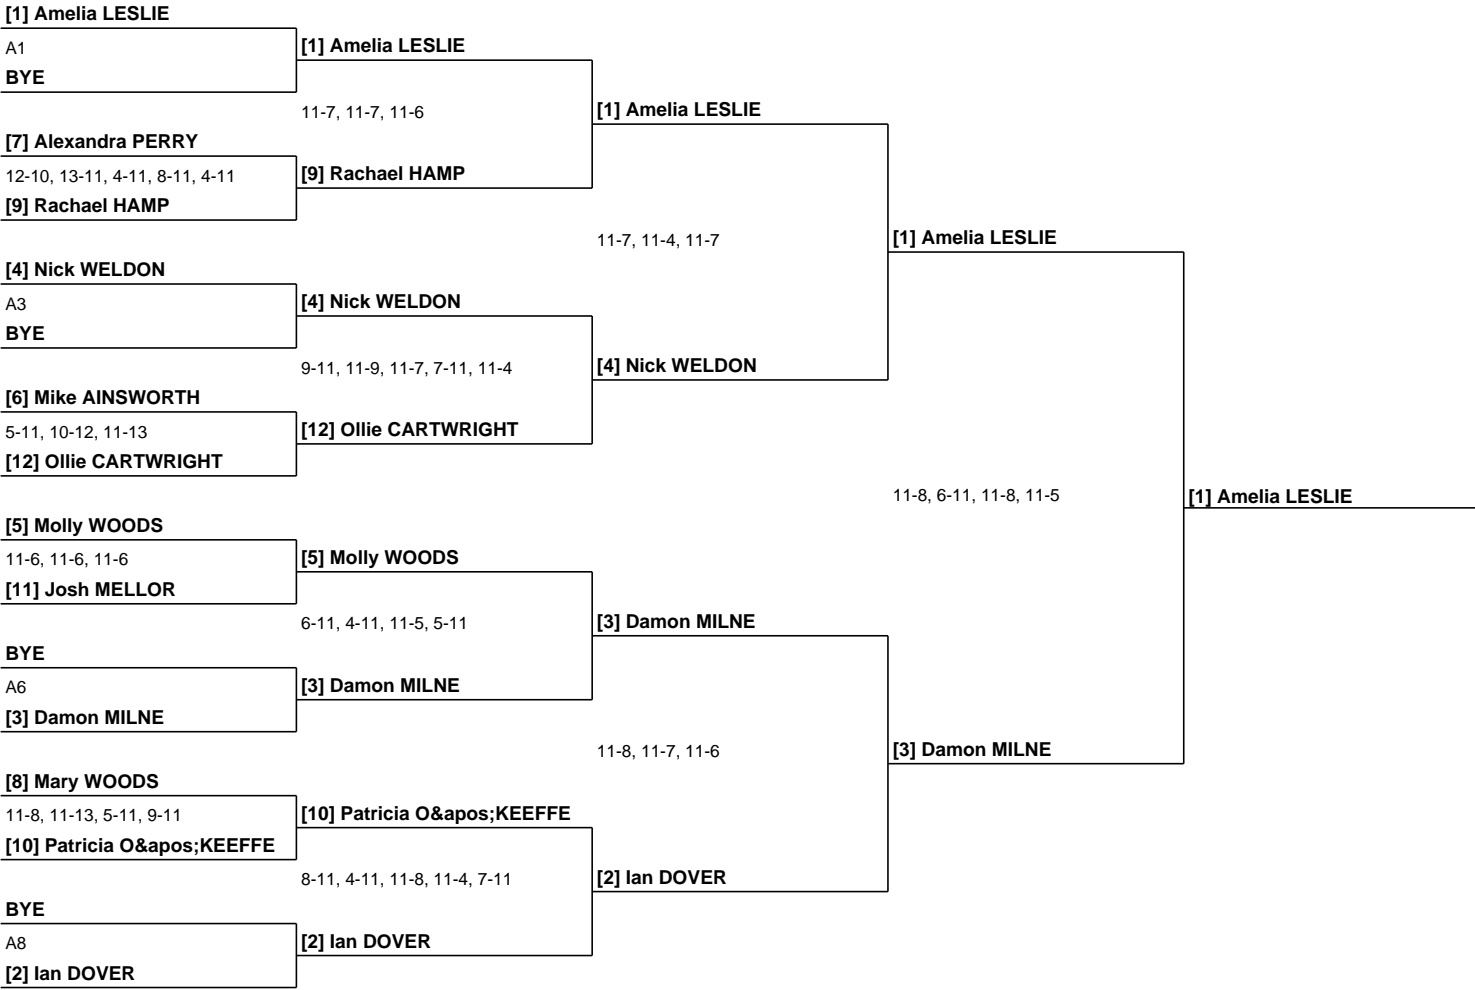 [1] Amelia LESLIE
A1
BYE
[7] Alexandra PERRY
12-10, 13-11, 4-11, 8-11, 4-11
[9] Rachael HAMP
[4] Nick WELDON
A3
BYE
[6] Mike AINSWORTH
5-11, 10-12, 11-13
[12] Ollie CARTWRIGHT
[5] Molly WOODS
11-6, 11-6, 11-6
[11] Josh MELLOR
BYE
A6
[3] Damon MILNE
[8] Mary WOODS
11-8, 11-13, 5-11, 9-11
[10] Patricia O&apos;KEEFFE
BYE
A8
[2] Ian DOVER
[1] Amelia LESLIE
11-7, 11-7, 11-6
[9] Rachael HAMP
[4] Nick WELDON
9-11, 11-9, 11-7, 7-11, 11-4
[12] Ollie CARTWRIGHT
[5] Molly WOODS
6-11, 4-11, 11-5, 5-11
[3] Damon MILNE
[10] Patricia O&apos;KEEFFE
8-11, 4-11, 11-8, 11-4, 7-11
[2] Ian DOVER
[1] Amelia LESLIE
11-7, 11-4, 11-7
[4] Nick WELDON
[3] Damon MILNE
11-8, 11-7, 11-6
[2] Ian DOVER
[1] Amelia LESLIE
11-8, 6-11, 11-8, 11-5
[3] Damon MILNE
[1] Amelia LESLIE